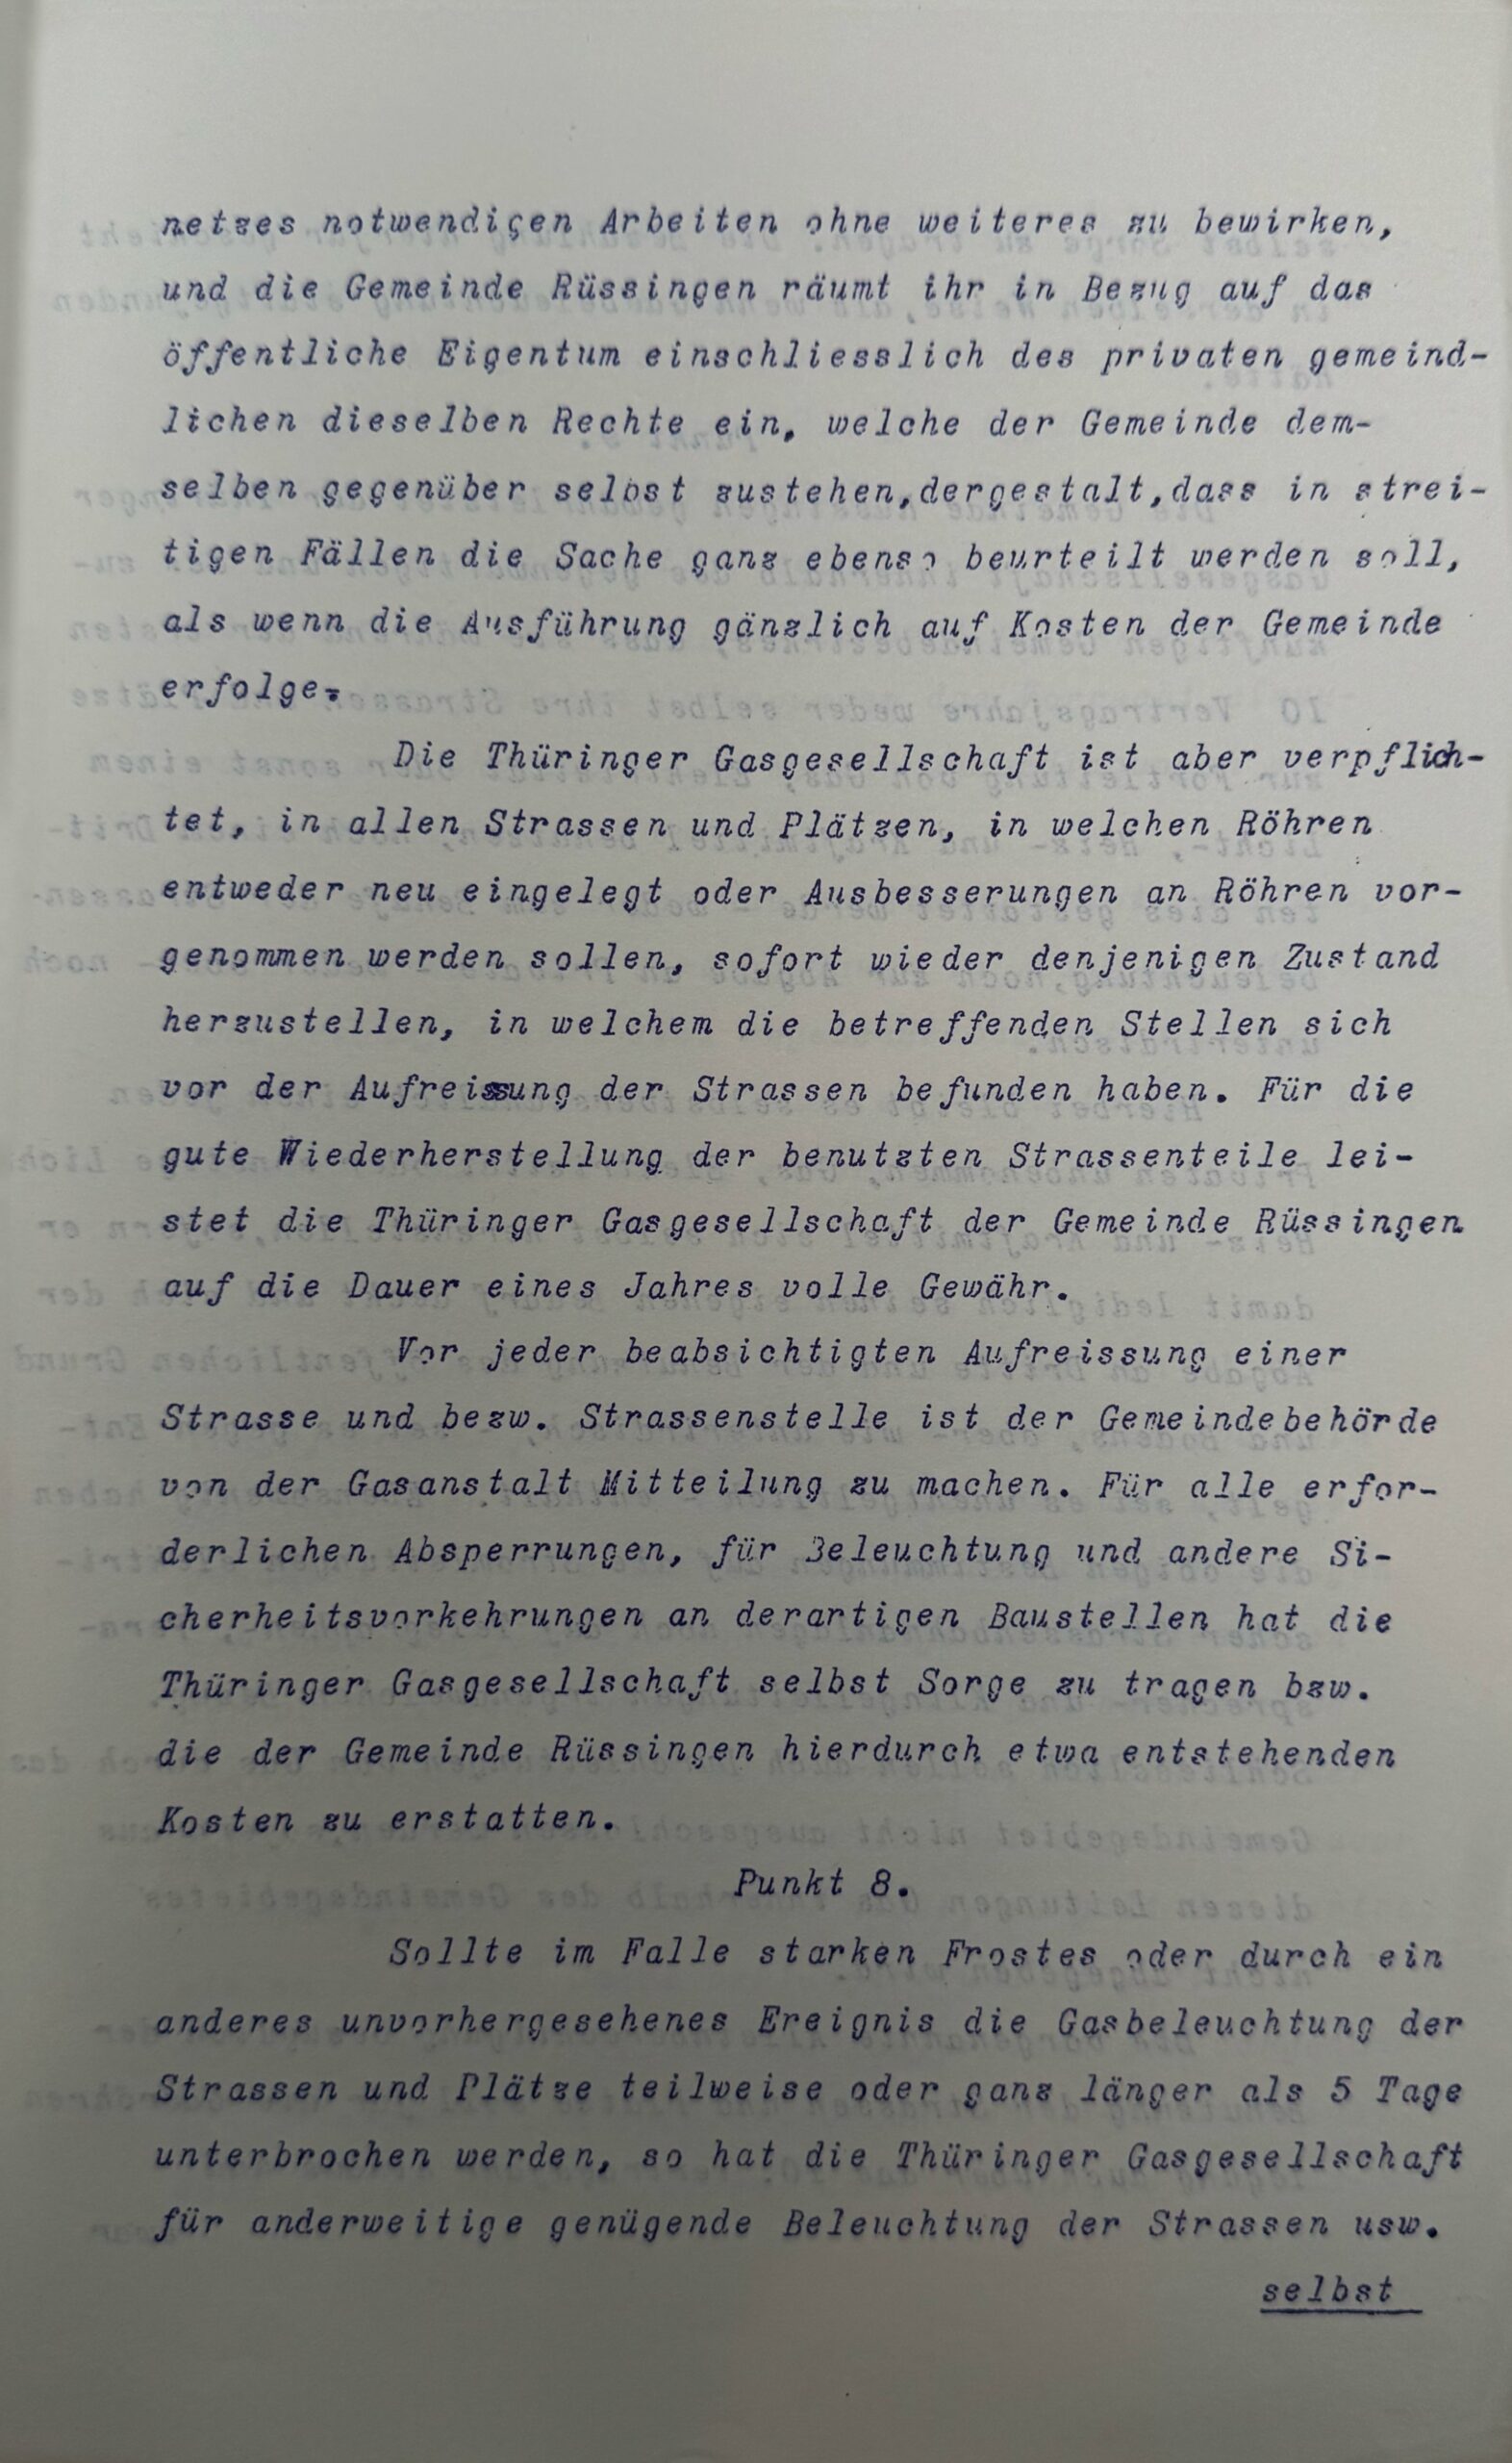 netzes notwendigen Arbeiten ohne weiteres zu bewirken,
und die Gemeinde Rüssingen räumt ihr in Bezug auf das
öffentliche Eigentum einschliesslich des privaten gemeind-
lichen dieselben Rechte ein, welche der Gemeinde dem-
selben gegenüber selbst zustehen,dergestalt,dass in strei-
tigen Fällen die Sache ganz ebenso beurteilt werden soll,
als wenn die Ausführung gänzlich auf Kosten der Gemeinde
erfolge.
Die Thüringer Gasgesellschaft ist aber verpflich-
tet, in allen Strassen und Plätzen, in welchen Röhren
entweder neu eingelegt oder Ausbesserungen an Röhren vor-
genommen werden sollen, sofort wieder denjenigen Zustand
herzustellen, in welchem die betreffenden Stellen sich
vor der Aufreissung der Strassen befunden haben. Für die
gute Wiederherstellung der benutzten Strassenteile lei-
stet die Thüringer Gasgesellschaft der Gemeinde Rüssingen
auf die Dauer eines Jahres volle Gewähr.
Vor jeder beabsichtigten Aufreissung einer
Strasse und bezw. Strassenstelle ist der Gemeindebehörde
von der Gasanstalt Mitteilung zu machen. Für alle erfor-
derlichen Absperrungen, für Beleuchtung und andere Si-
cherheitsvorkehrungen an derartigen Baustellen hat die
Thüringer Gasgesellschaft selbst Sorge zu tragen bzw.
die der Gemeinde Rüssingen hierdurch etwa entstehenden
Kosten zu erstatten.
Punkt 8.
Sollte im Falle starken Frostes oder durch ein
anderes unvorhergesehenes Ereignis die Gasbeleuchtung der
Strassen und Plätze teilweise oder ganz länger als 5 Tage
unterbrochen werden, so hat die Thüringer Gasgesellschaft
für anderweitige genügende Beleuchtung der Strassen usw.
selbst